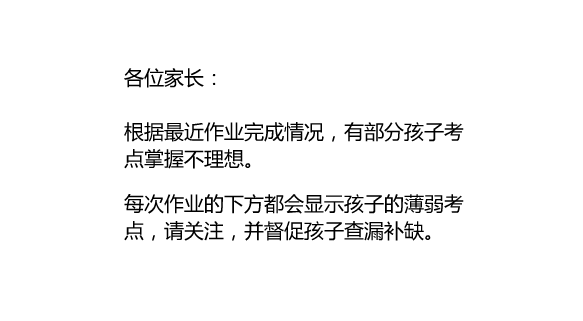 各位家长：
根据最近作业完成情况，有部分孩子考
点掌握不理想。
每次作业的下方都会显示孩子的薄弱考
点，请关注，并督促孩子查漏补缺。